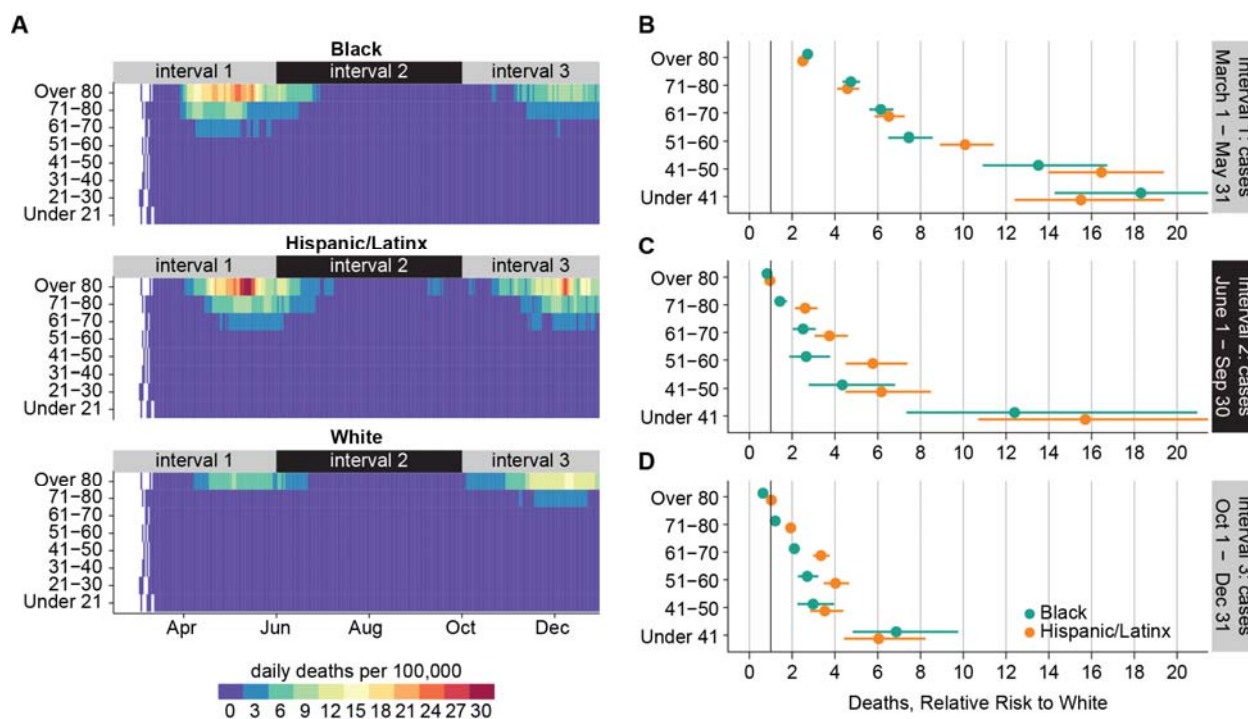 A
Black
interval 1 interval 2 interval 3
Over 80
71–80
61–70
51–60
41–50
31–40
21–30
Under 21
Hispanic/Latinx
interval 1 interval 2 interval 3
Over 80
71–80
61–70
51–60
41–50
31–40
21–30
Under 21
White
interval 1 interval 2 interval 3
Over 80
71–80
61–70
51–60
41–50
31–40
21–30
Under 21
Apr Jun Aug Oct Dec
daily deaths per 100,000
0 3 6 9 12 15 18 21 24 27 30
B
Over 80
71–80
61–70
51–60
41–50
Under 41
0 2 4 6 8 10 12 14 16 18 20
Interval 1: cases
March 1 – May 31
C
Over 80
71–80
61–70
51–60
41–50
Under 41
0 2 4 6 8 10 12 14 16 18 20
Interval 2: cases
June 1 – Sep 30
D
Over 80
71–80
61–70
51–60
41–50
Under 41
Black
Hispanic/Latinx
0 2 4 6 8 10 12 14 16 18 20
Deaths, Relative Risk to White
Interval 3: cases
Oct 1 – Dec 31